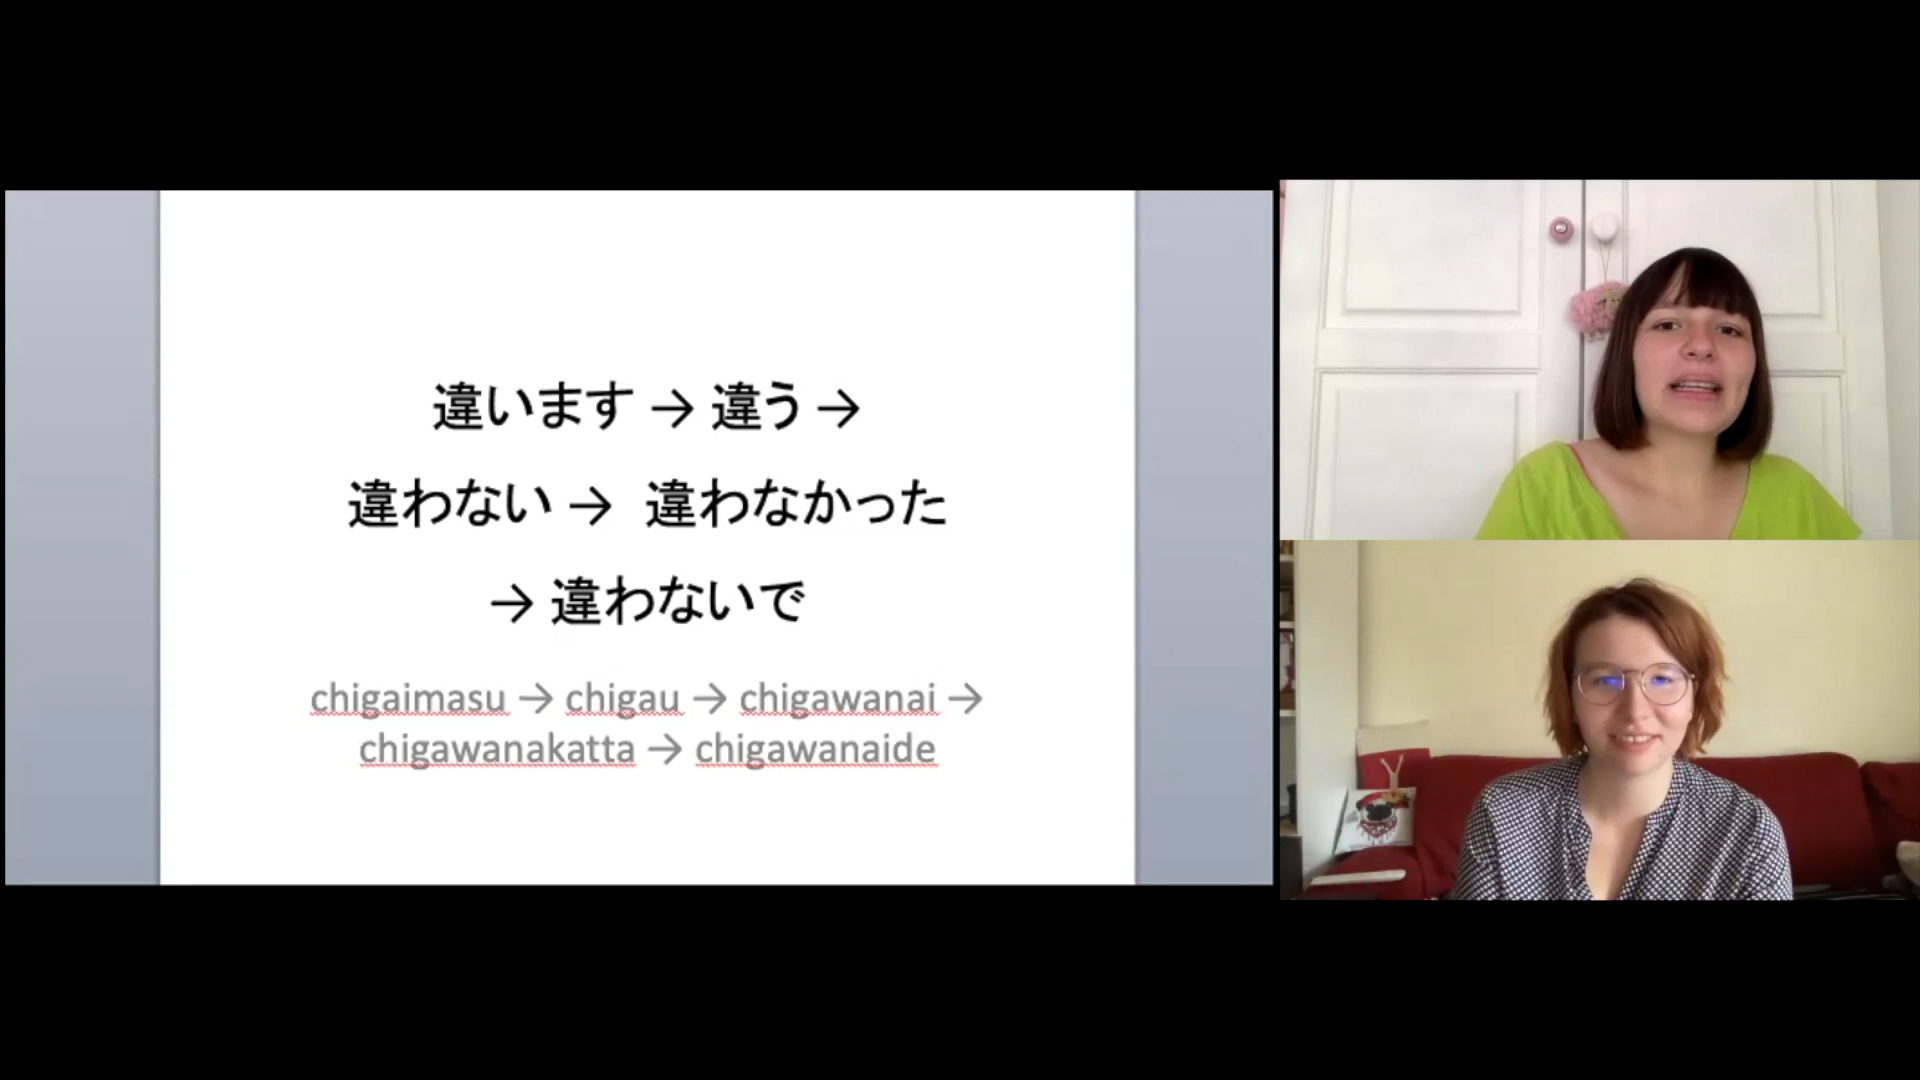 違います → 違う →
違わない → 違わなかった
→ 違わないで
chigaimasu → chigau → chigawanai →
chigawanakatta → chigawanaide